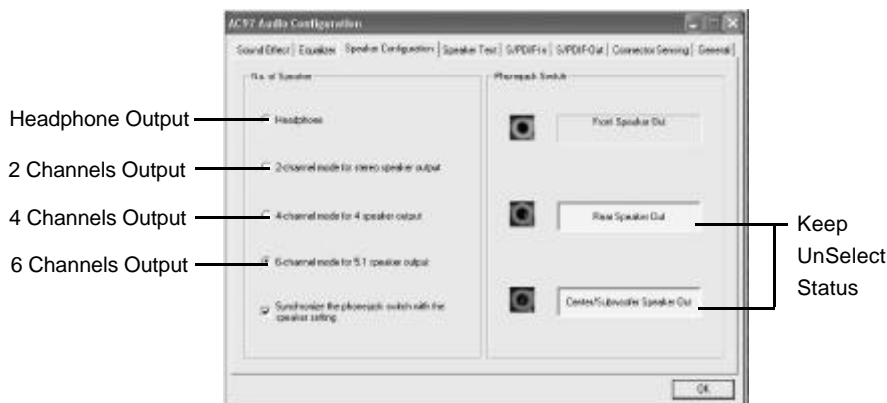 AC97 Audio Configuration
Sound Effect Equalizer Speaker Configuration Speaker Test S/PDIF-In S/PDIF-Out Connector Sensing General
No. of Speaker
Phonejack Switch
Headphone Output
Headphone
Front Speaker Out
2 Channels Output
2-channel mode for stereo speaker output
4 Channels Output
4-channel mode for 4 speaker output
Rear Speaker Out
Keep
UnSelect
Status
6 Channels Output
6-channel mode for 5.1 speaker output
Synchronize the phonejack switch with the
speaker setting
Center/Subwoofer Speaker Out
OK